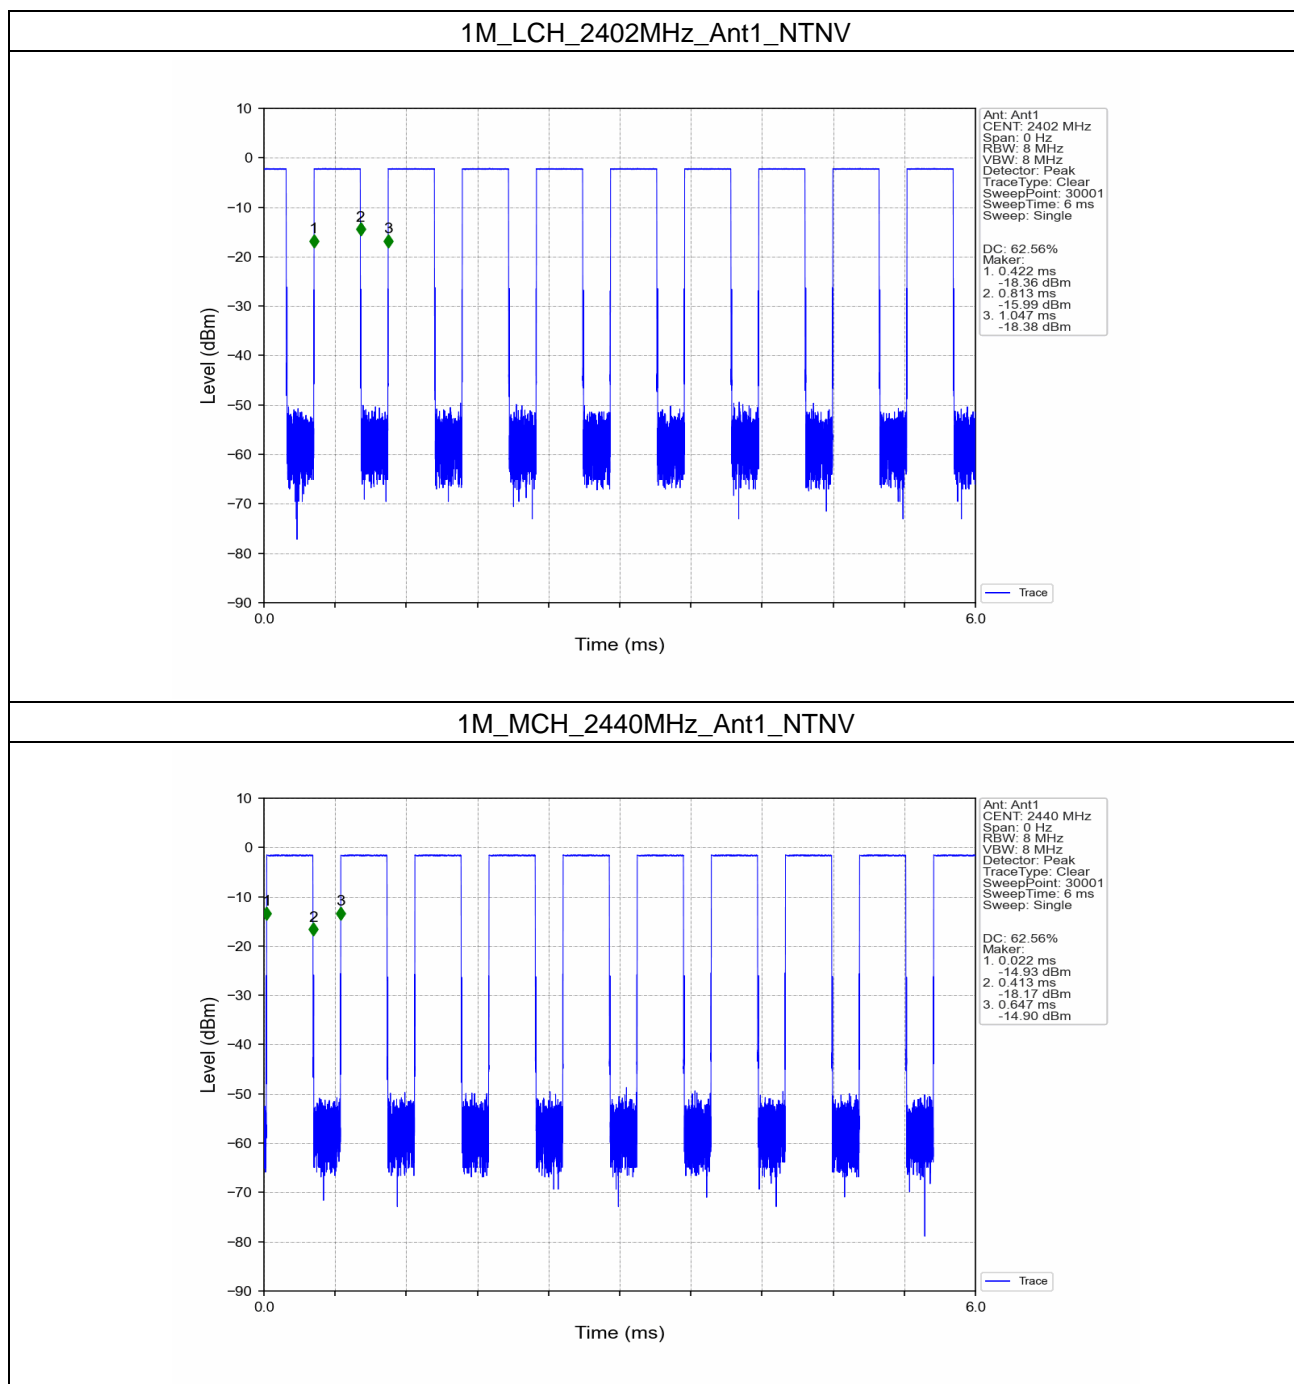 1M_LCH_2402MHz_Ant1_NTNV
10
0
−10
−20
−30
−40
−50
−60
−70
−80
−90
Level (dBm)
1
2
3
0.0
6.0
Time (ms)
Ant: Ant1
CENT: 2402 MHz
Span: 0 Hz
RBW: 8 MHz
VBW: 8 MHz
Detector: Peak
TraceType: Clear
SweepPoint: 30001
SweepTime: 6 ms
Sweep: Single
DC: 62.56%
Maker:
1. 0.422 ms
-18.36 dBm
2. 0.813 ms
-15.99 dBm
3. 1.047 ms
-18.38 dBm
Trace
1M_MCH_2440MHz_Ant1_NTNV
10
0
−10
−20
−30
−40
−50
−60
−70
−80
−90
Level (dBm)
1
2
3
0.0
6.0
Time (ms)
Ant: Ant1
CENT: 2440 MHz
Span: 0 Hz
RBW: 8 MHz
VBW: 8 MHz
Detector: Peak
TraceType: Clear
SweepPoint: 30001
SweepTime: 6 ms
Sweep: Single
DC: 62.56%
Maker:
1. 0.022 ms
-14.93 dBm
2. 0.413 ms
-18.17 dBm
3. 0.647 ms
-14.90 dBm
Trace